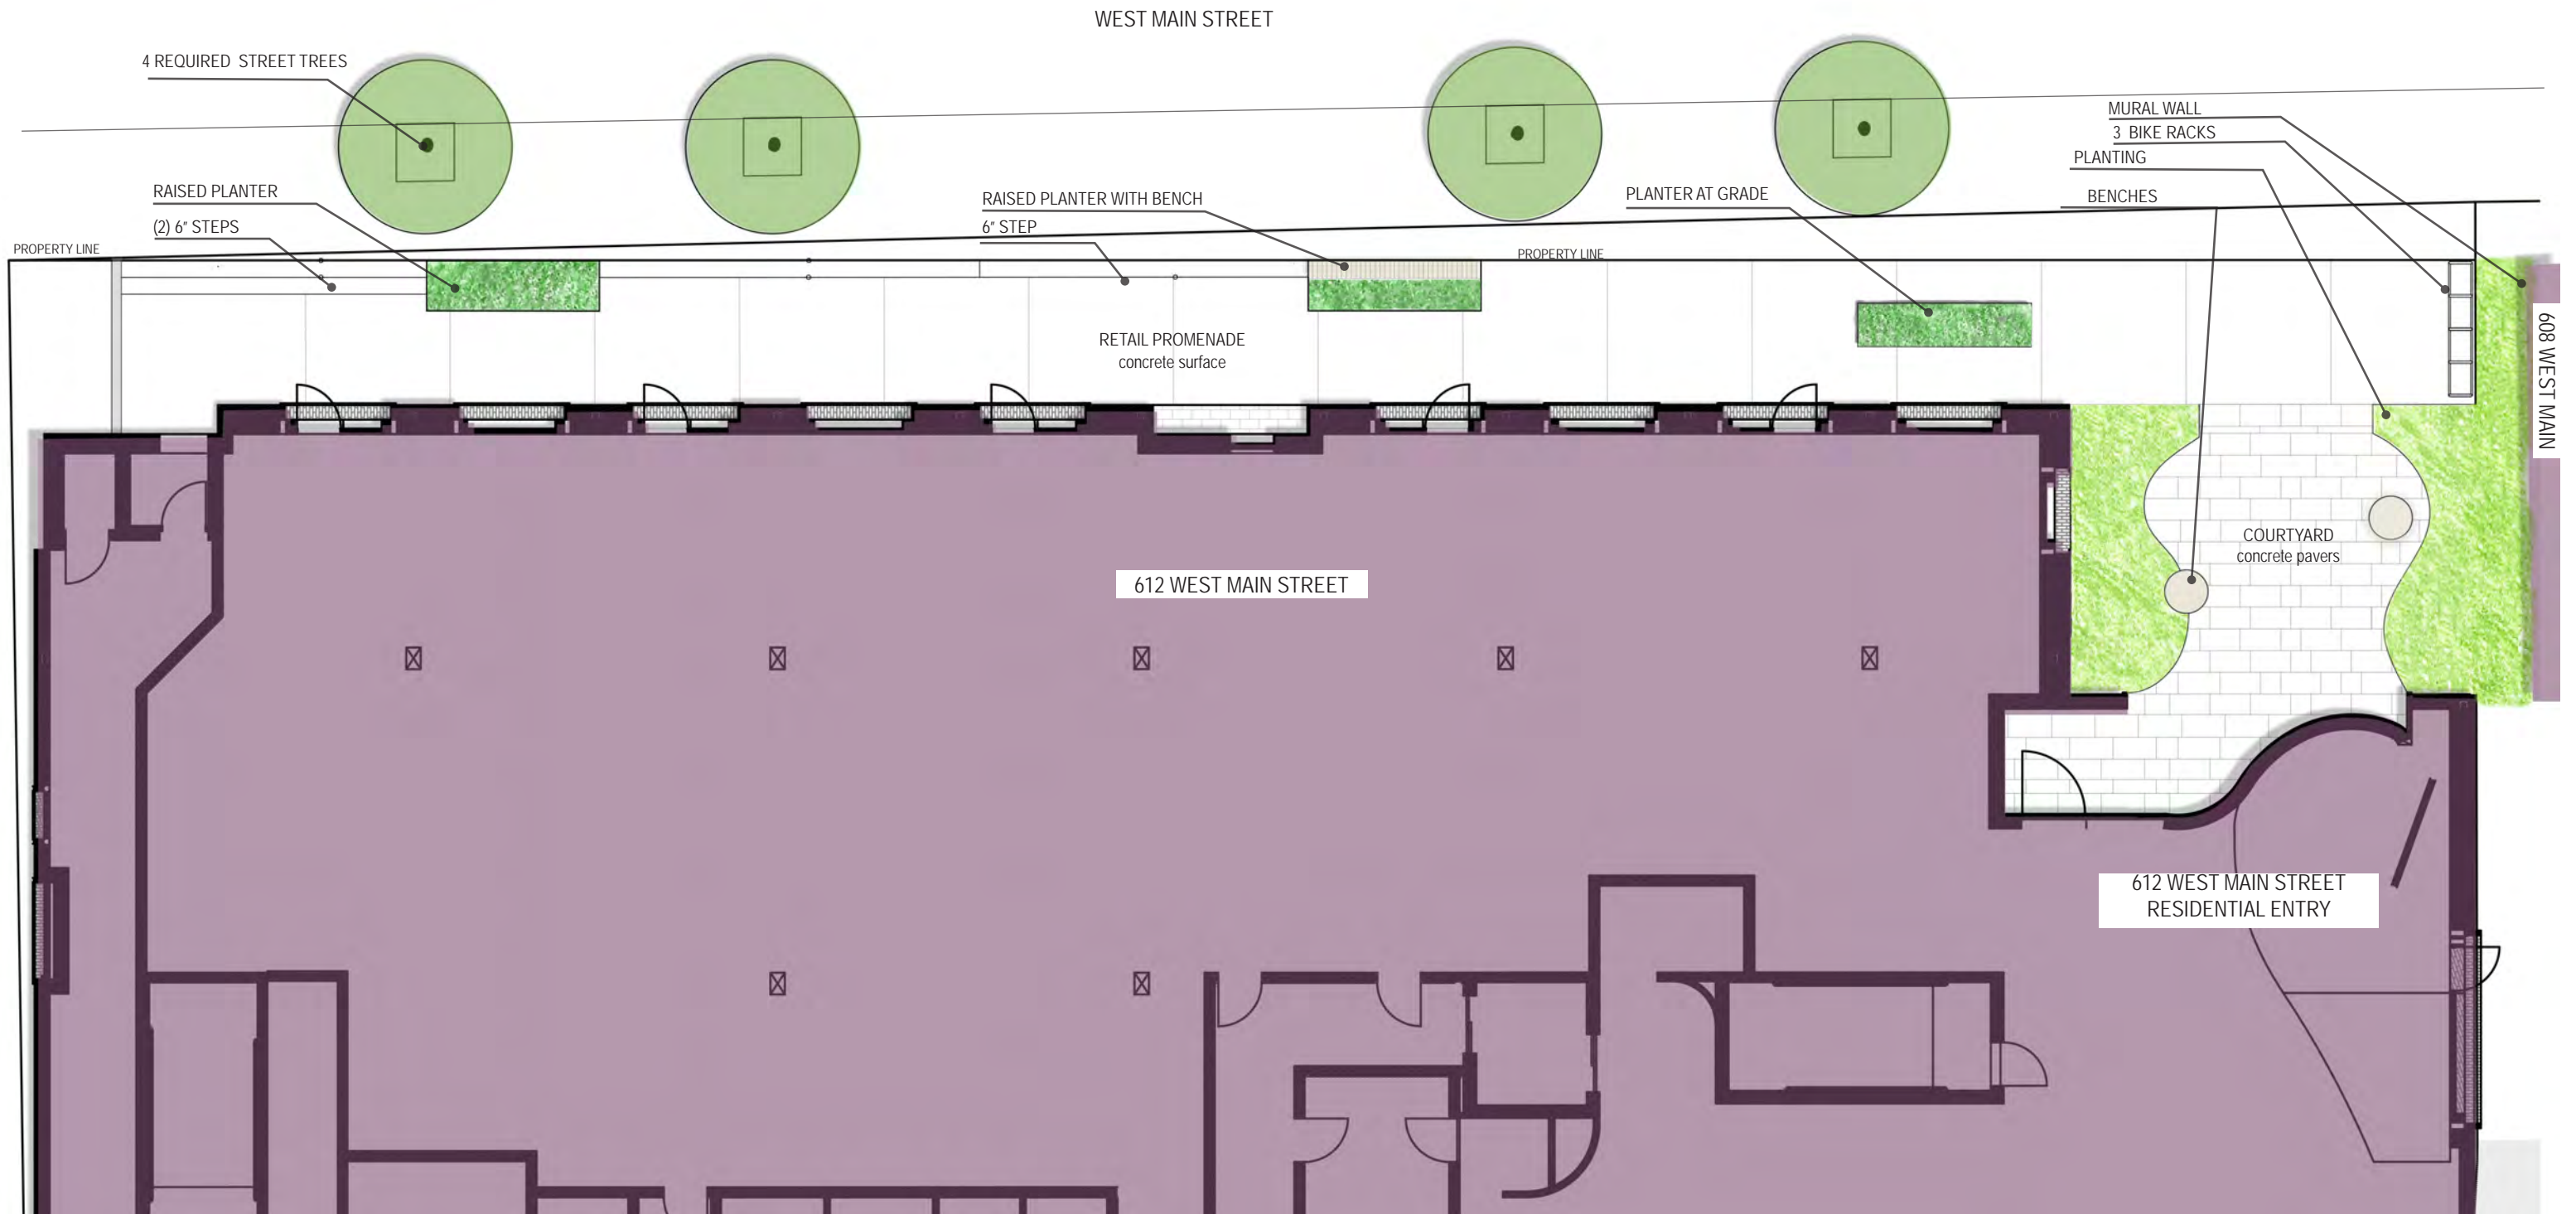 WEST MAIN STREET
4 REQUIRED STREET TREES
MURAL WALL
3 BIKE RACKS
PLANTING
BENCHES
RAISED PLANTER
(2) 6" STEPS
RAISED PLANTER WITH BENCH
6" STEP
PLANTER AT GRADE
PROPERTY LINE
PROPERTY LINE
RETAIL PROMENADE
concrete surface
608 WEST MAIN
COURTYARD
concrete pavers
612 WEST MAIN STREET
612 WEST MAIN STREET
RESIDENTIAL ENTRY